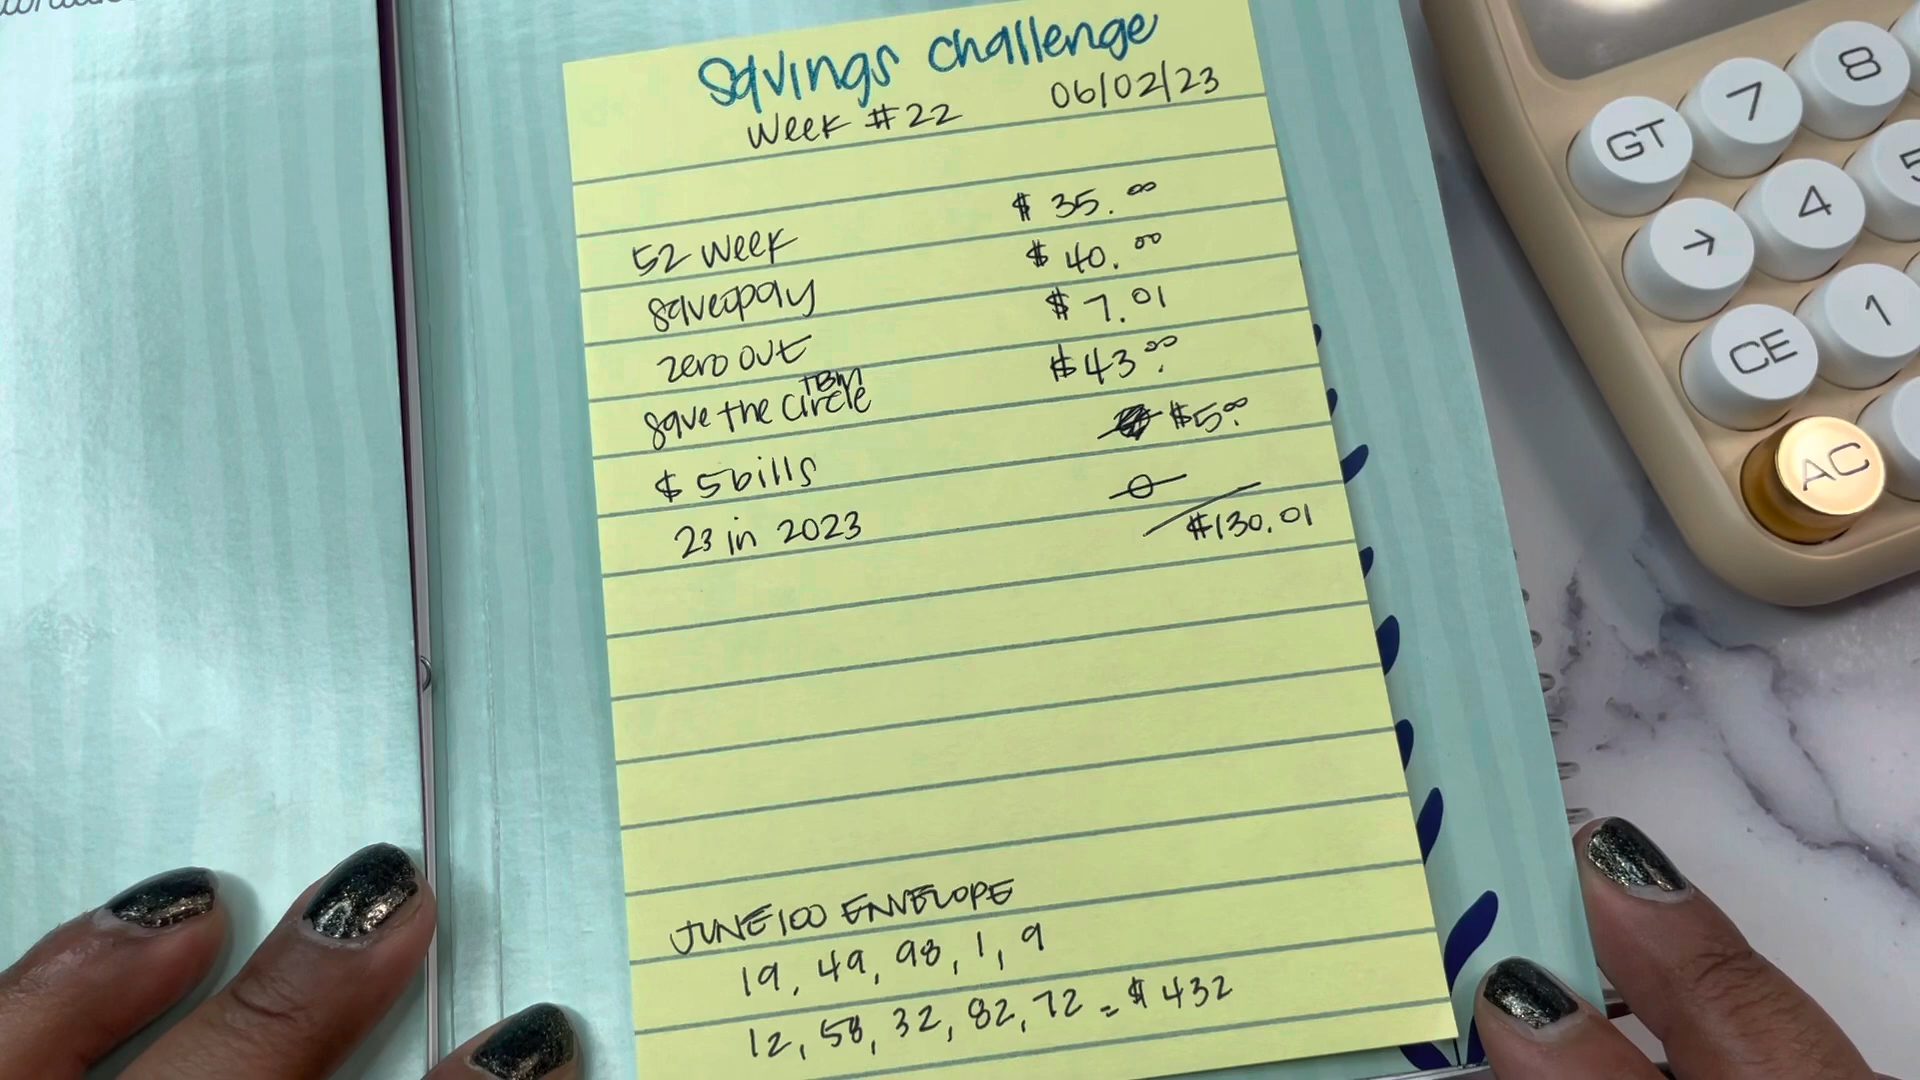 Savings Challenge
Week #22 06/02/23
52 week $35.00
saveopay $40.00
zero out $7.01
TBM
save the circle $43.00
$5 bills $5.00
23 in 2023 0
$130.01
JUNE 100 ENVELOPE
19, 49, 98, 1, 9
12, 58, 32, 82, 72 = $432
GT 7 8
→ 4 5
CE 1
AC